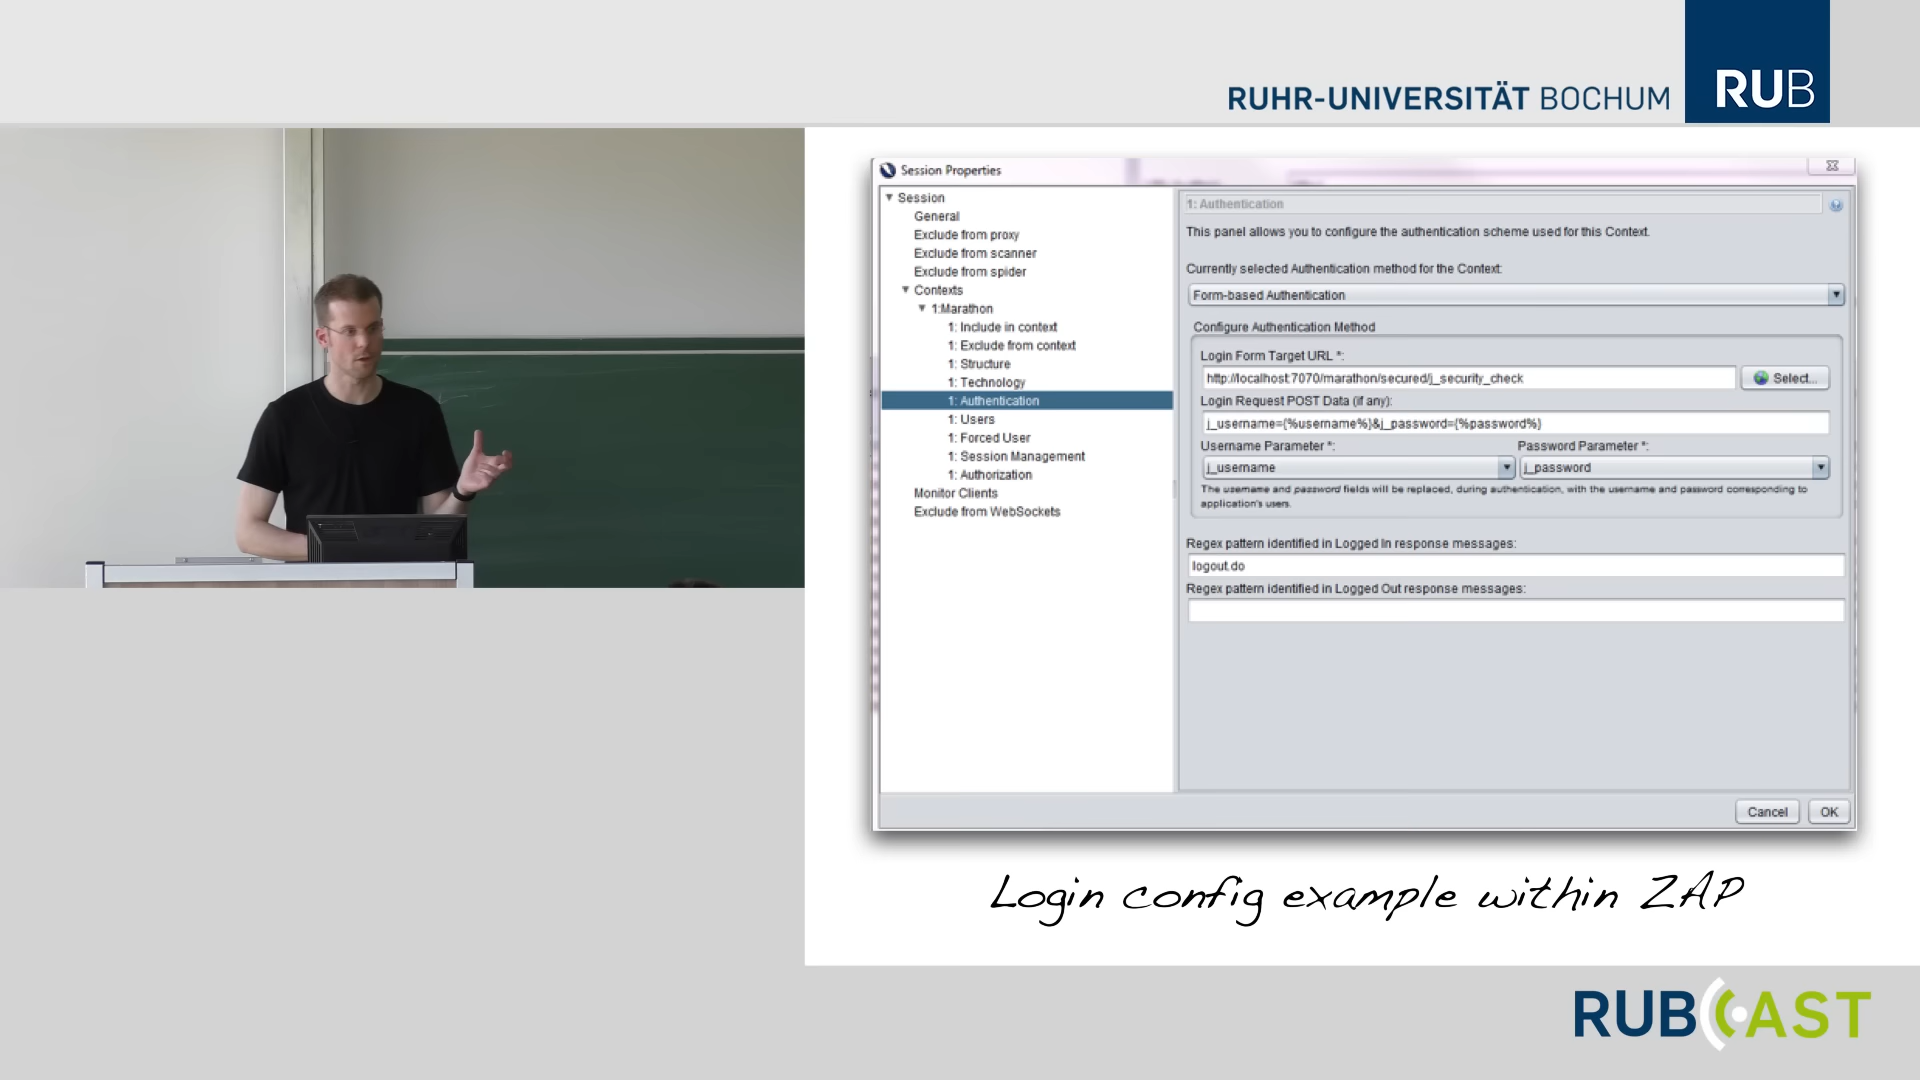 RUHR-UNIVERSITÄT BOCHUM
RUB
Session Properties
Session
General
Exclude from proxy
Exclude from scanner
Exclude from spider
Contexts
1:Marathon
1: Include in context
1: Exclude from context
1: Structure
1: Technology
1: Authentication
1: Users
1: Forced User
1: Session Management
1: Authorization
Monitor Clients
Exclude from WebSockets
1: Authentication
This panel allows you to configure the authentication scheme used for this Context.
Currently selected Authentication method for the Context:
Form-based Authentication
Configure Authentication Method
Login Form Target URL *:
http://localhost:7070/marathon/secured/j_security_check
Select...
Login Request POST Data (if any):
j_username={%username%}&j_password={%password%}
Username Parameter *:
Password Parameter *:
j_username
j_password
The username and password fields will be replaced, during authentication, with the username and password corresponding to
application's users.
Regex pattern identified in Logged In response messages:
logout.do
Regex pattern identified in Logged Out response messages:
Cancel
OK
Login config example within ZAP
RUBCAST